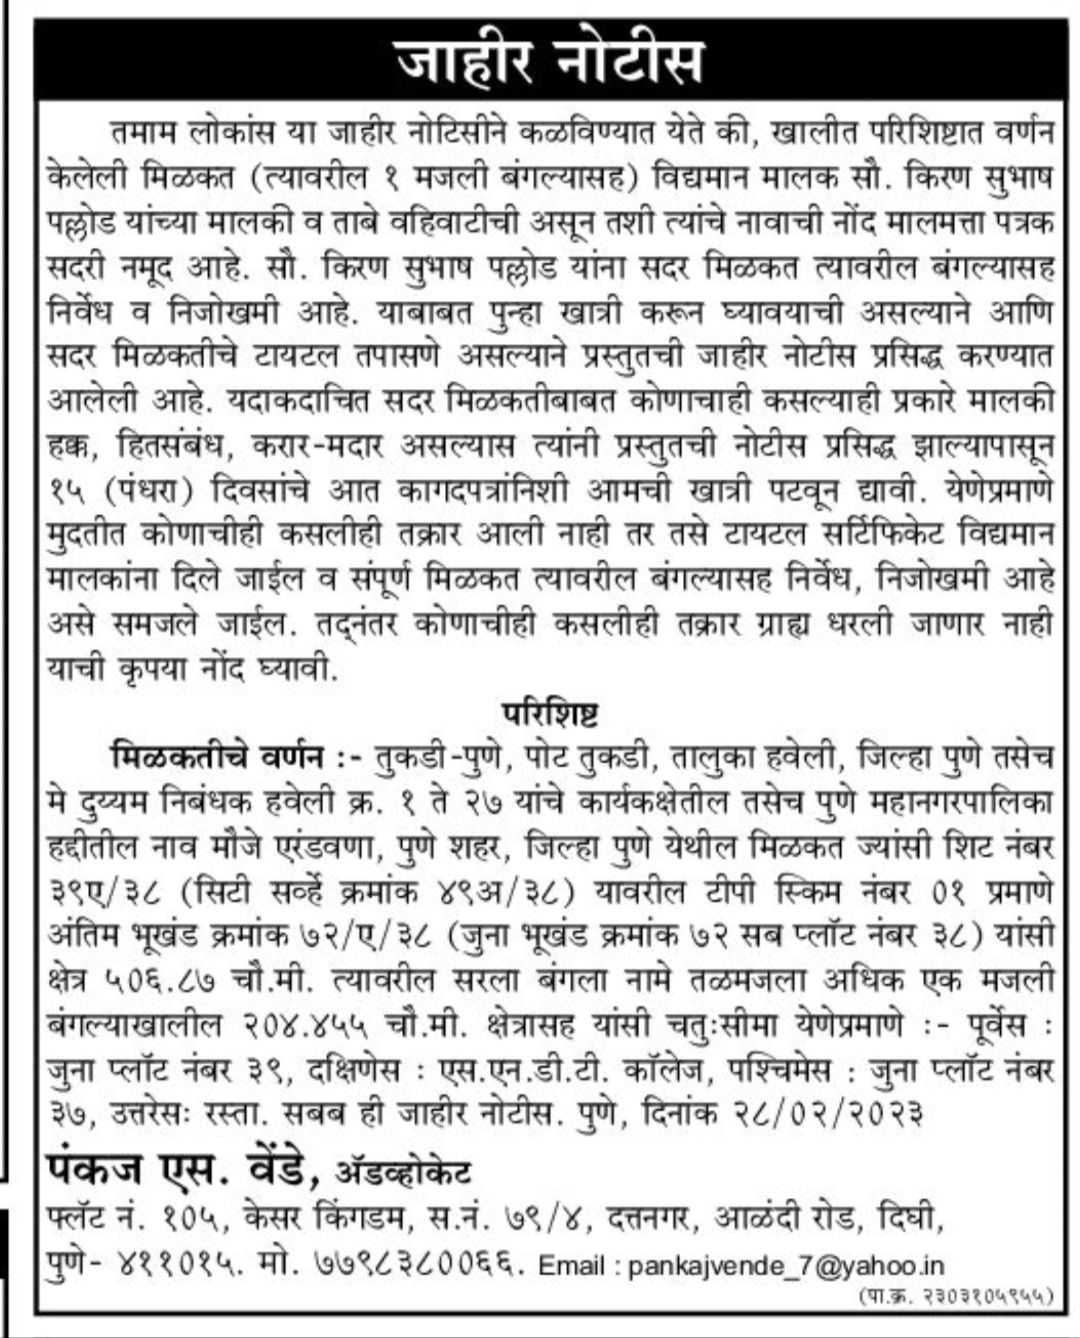 जाहीर नोटीस
तमाम लोकांस या जाहीर नोटिसीने कळविण्यात येते की, खालीत परिशिष्टात वर्णन
केलेली मिळकत (त्यावरील १ मजली बंगल्यासह) विद्यमान मालक सौ. किरण सुभाष
पल्लोड यांच्या मालकी व ताबे वहिवाटीची असून तशी त्यांचे नावाची नोंद मालमत्ता पत्रक
सदरी नमूद आहे. सौ. किरण सुभाष पल्लोड यांना सदर मिळकत त्यावरील बंगल्यासह
निर्वेध व निजोखमी आहे. याबाबत पुन्हा खात्री करून घ्यावयाची असल्याने आणि
सदर मिळकतीचे टायटल तपासणे असल्याने प्रस्तुतची जाहीर नोटीस प्रसिद्ध करण्यात
आलेली आहे. यदाकदाचित सदर मिळकतीबाबत कोणाचाही कसल्याही प्रकारे मालकी
हक्क, हितसंबंध, करार-मदार असल्यास त्यांनी प्रस्तुतची नोटीस प्रसिद्ध झाल्यापासून
१५ (पंधरा) दिवसांचे आत कागदपत्रांनिशी आमची खात्री पटवून द्यावी. येणेप्रमाणे
मुदतीत कोणाचीही कसलीही तक्रार आली नाही तर तसे टायटल सर्टिफिकेट विद्यमान
मालकांना दिले जाईल व संपूर्ण मिळकत त्यावरील बंगल्यासह निर्वेध, निजोखमी आहे
असे समजले जाईल. तद्‌नंतर कोणाचीही कसलीही तक्रार ग्राह्य धरली जाणार नाही
याची कृपया नोंद घ्यावी.
परिशिष्ट
मिळकतीचे वर्णन :- तुकडी-पुणे, पोट तुकडी, तालुका हवेली, जिल्हा पुणे तसेच
मे दुय्यम निबंधक हवेली क्र. १ ते २७ यांचे कार्यकक्षेतील तसेच पुणे महानगरपालिका
हद्दीतील नाव मौजे एरंडवणा, पुणे शहर, जिल्हा पुणे येथील मिळकत ज्यांसी शिट नंबर
३९ए/३८ (सिटी सर्व्हे क्रमांक ४९अ/३८) यावरील टीपी स्किम नंबर ०१ प्रमाणे
अंतिम भूखंड क्रमांक ७२/ए/३८ (जुना भूखंड क्रमांक ७२ सब प्लॉट नंबर ३८) यांसी
क्षेत्र ५०६.८७ चौ.मी. त्यावरील सरला बंगला नामे तळमजला अधिक एक मजली
बंगल्याखालील २०४.४५५ चौ.मी. क्षेत्रासह यांसी चतुःसीमा येणेप्रमाणे :- पूर्वेस :
जुना प्लॉट नंबर ३९, दक्षिणेस : एस.एन.डी.टी. कॉलेज, पश्चिमेस : जुना प्लॉट नंबर
३७, उत्तरेसः रस्ता. सबब ही जाहीर नोटीस. पुणे, दिनांक २८/०२/२०२३
पंकज एस. वेंडे, ॲडव्होकेट
फ्लॅट नं. १०५, केसर किंगडम, स.नं. ७९/४, दत्तनगर, आळंदी रोड, दिघी,
पुणे- ४११०१५. मो. ७७९८३८००६६. Email : pankajvende_7@yahoo.in
(पा.क्र. २३०३१०५९५५)